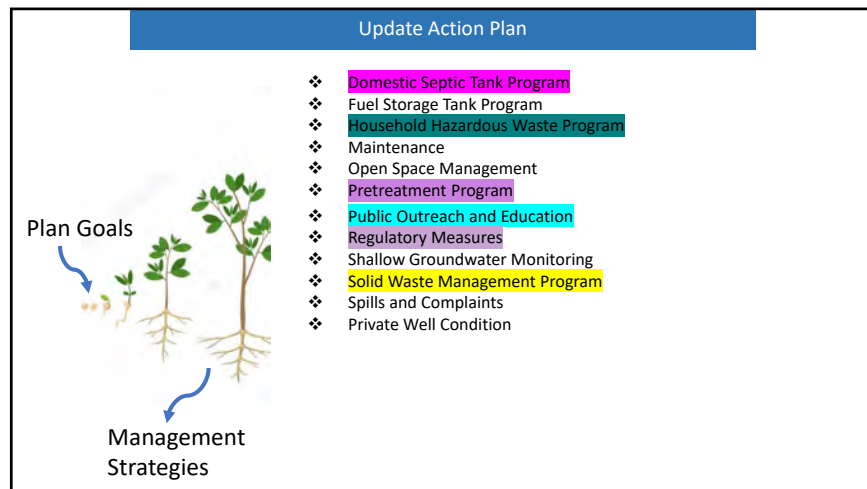 Update Action Plan
❖ Domestic Septic Tank Program
❖ Fuel Storage Tank Program
❖ Household Hazardous Waste Program
❖ Maintenance
❖ Open Space Management
❖ Pretreatment Program
❖ Public Outreach and Education
❖ Regulatory Measures
❖ Shallow Groundwater Monitoring
❖ Solid Waste Management Program
❖ Spills and Complaints
❖ Private Well Condition
Plan Goals
Management
Strategies